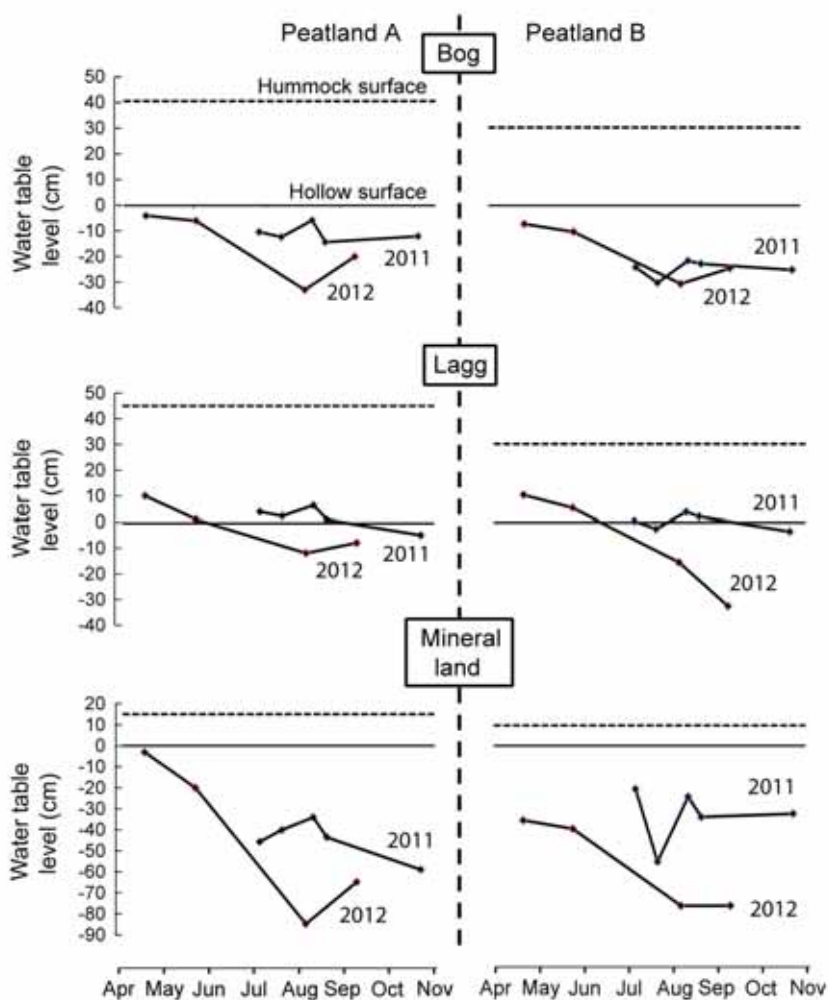 Peatland A
Peatland B
Bog
Water table
level (cm)
50
40
30
20
10
0
-10
-20
-30
-40
Hummock surface
Hollow surface
2011
2012
2011
2012
Lagg
Water table
level (cm)
50
40
30
20
10
0
-10
-20
-30
-40
2011
2012
2011
2012
Mineral
land
Water table
level (cm)
20
10
0
-10
-20
-30
-40
-50
-60
-70
-80
-90
2011
2012
2011
2012
Apr May Jun Jul Aug Sep Oct Nov
Apr May Jun Jul Aug Sep Oct Nov